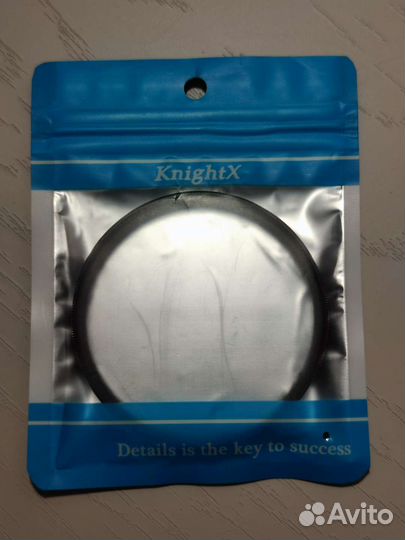 KnightX
Details is the key to success
Avito